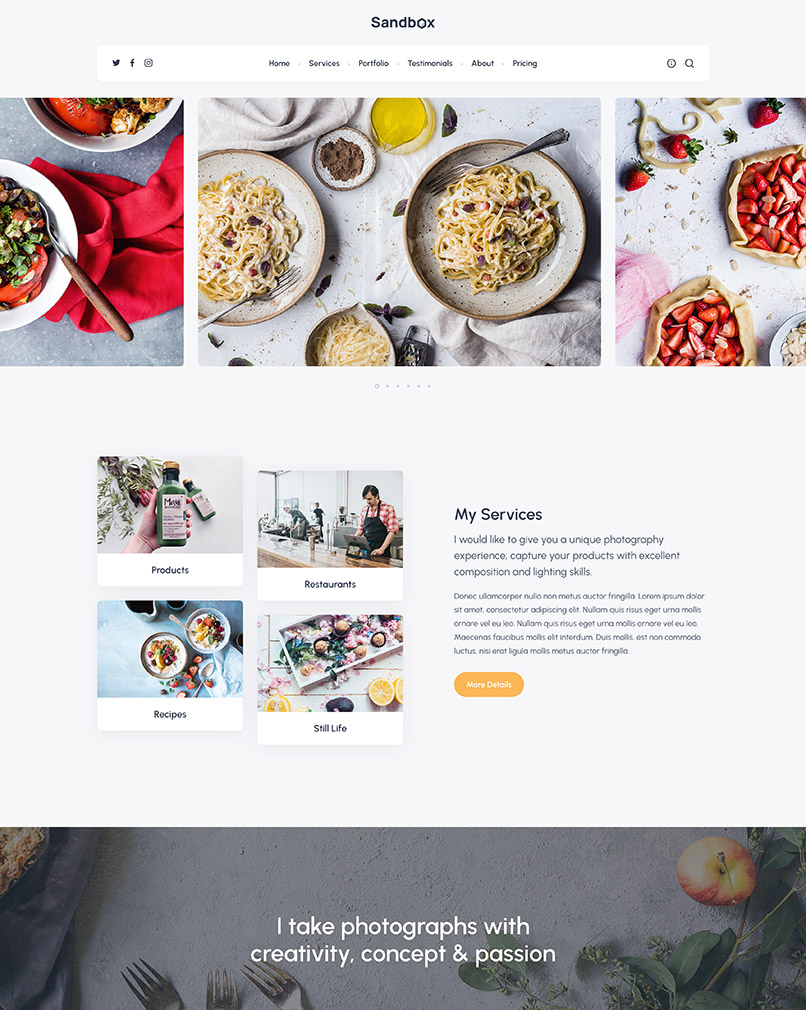 Sandbox
Home Services Portfolio Testimonials About Pricing
Products
Restaurants
Recipes
Still Life
My Services
I would like to give you a unique photography
experience, capture your products with excellent
composition and lighting skills.
Donec ullamcorper nulla non metus auctor fringilla. Lorem ipsum dolor
sit amet, consectetur adipiscing elit. Nullam quis risus eget urna mollis
ornare vel eu leo. Nullam quis risus eget urna mollis ornare vel eu leo.
Maecenas faucibus mollis elit interdum. Duis mollis, est non commodo
luctus, nisi erat ligula mollis metus auctor fringilla.
More Details
I take photographs with
creativity, concept & passion